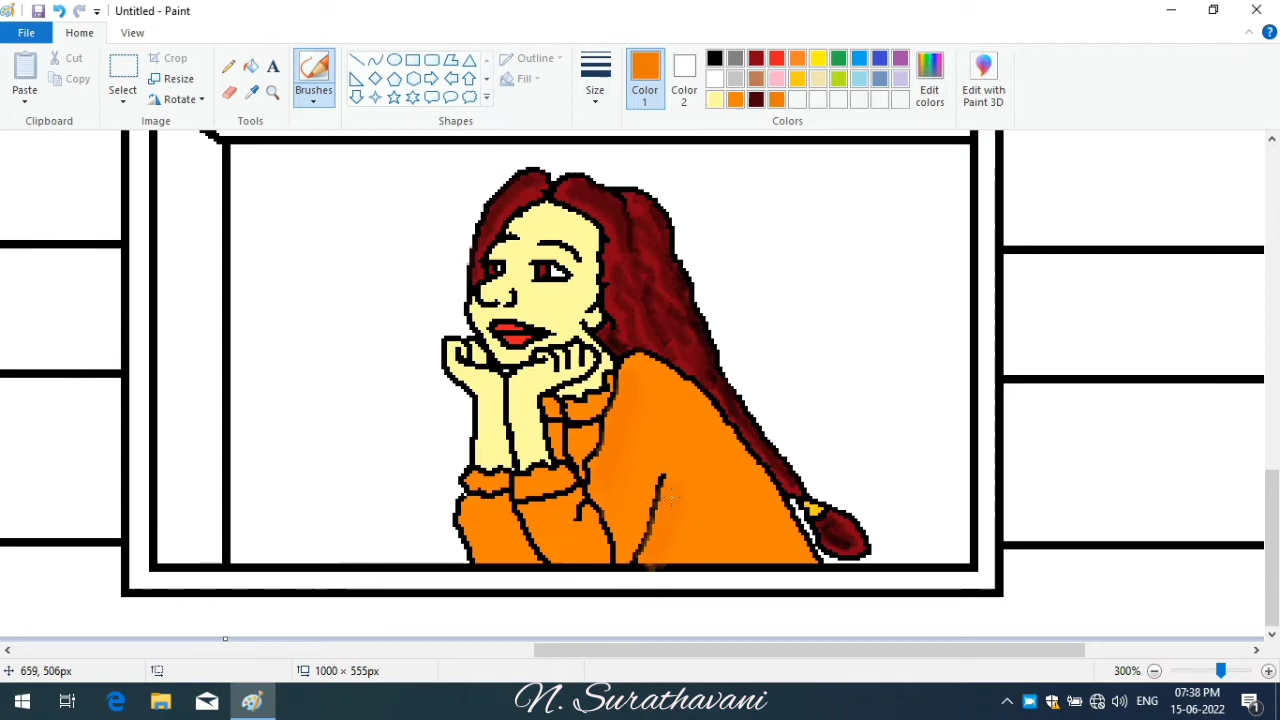 Untitled - Paint
File
Home
View
Paste
Cut
Copy
Clipboard
Select
Crop
Resize
Rotate
Image
A
Tools
Brushes
Outline
Fill
Shapes
Size
Color 1
Color 2
Edit colors
Edit with Paint 3D
Colors
659, 506px
1000 × 555px
300%
N. Surathavani
ENG
07:38 PM
15-06-2022
1